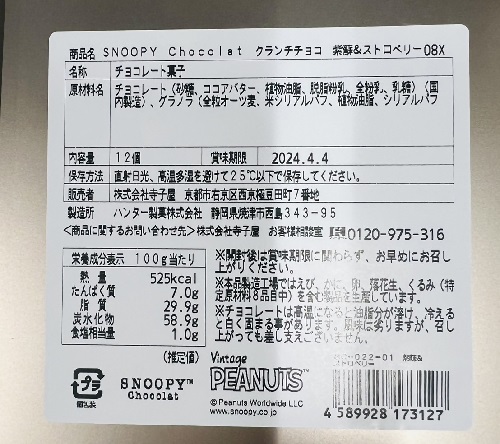 商品名 SNOOPY Chocolat クランチチョコ 紫蘇&ストロベリー08X
名称 チョコレート菓子
原材料名 チョコレート(砂糖、ココアバター、植物油脂、脱脂粉乳、全粉乳、乳糖)(国
内製造)、グラノラ(全粒オーツ麦、米シリアルパフ、植物油脂、シリアルパフ
内容量 12個 賞味期限 2024.4.4
保存方法 直射日光、高温多湿を避けて25℃以下で保存してください。
販売者 株式会社寺子屋 京都市右京区西京極豆田町7番地
製造所 ハンター製菓株式会社 静岡県焼津市西島343-95
<商品に関するお問い合わせ先>株式会社寺子屋 お客様相談室 0120-975-316
栄養成分表示 100g当たり
熱量 525kcal
たんぱく質 7.0g
脂質 29.9g
炭水化物 58.9g
食塩相当量 1.0g
(推定値)
※開封後は賞味期限に関わらず、お早めにお召し
上がりください。
※本品製造工場ではえび、かに、卵、落花生、くるみ(特
定原材料8品目中)を含む製品を生産しています。
※チョコレートは高温になると油脂分が溶け、冷える
と白く固まる事があります。風味は劣りますが、召し
上がっても差し支えございません。
プラ
個包装
SNOOPY™
Chocolat
Vintage
PEANUTS™
©Peanuts Worldwide LLC
www.snoopy.co.jp
022-01 紫蘇&
ストロベリー
4 589928 173127